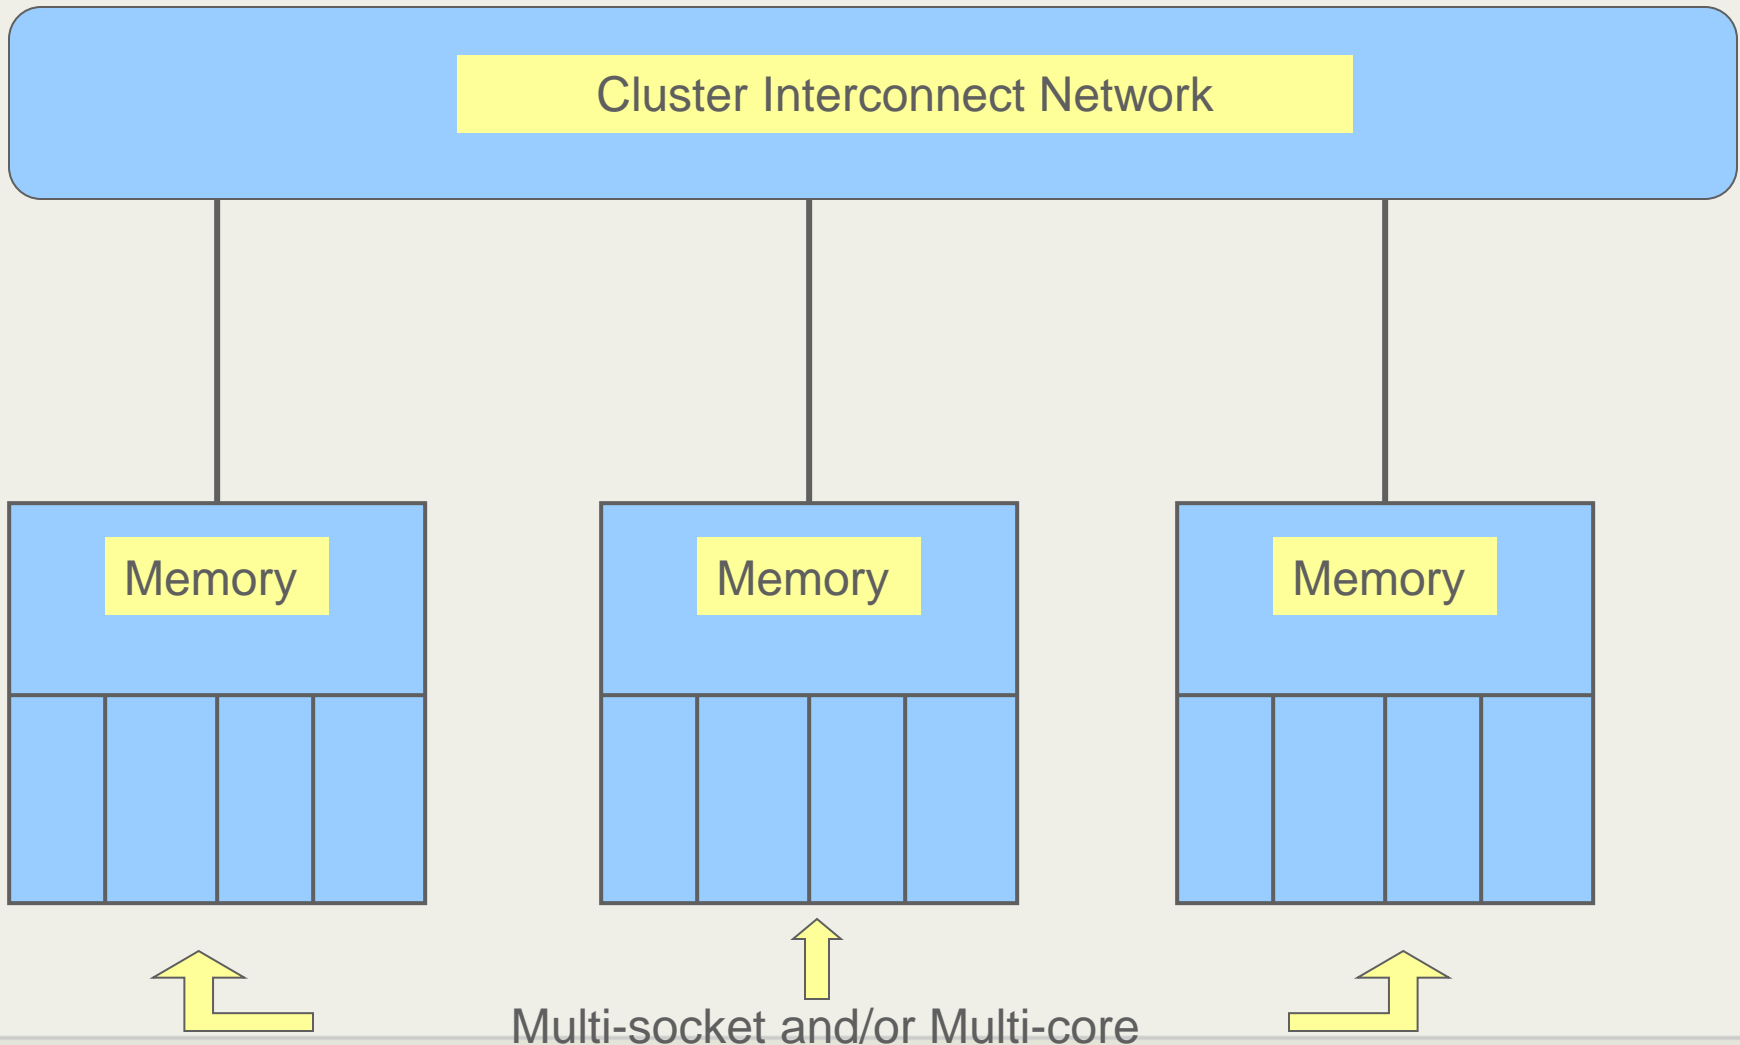 Cluster Interconnect Network
Memory
Memory
Memory
Multi-socket and/or Multi-core